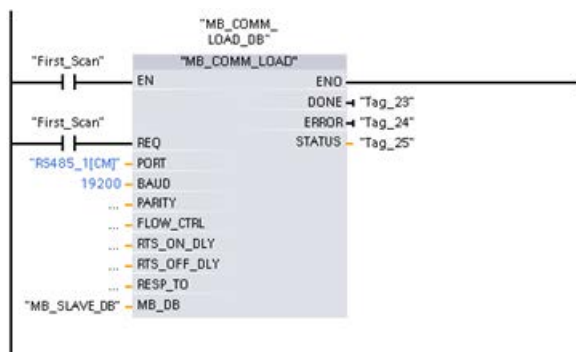 "MB_COMM_
LOAD_DB"
"First_Scan" "MB_COMM_LOAD"
EN ENO
DONE "Tag_23"
"First_Scan" ERROR "Tag_24"
REQ STATUS "Tag_25"
"RS485_1[CM]" PORT
19200 BAUD
... PARITY
... FLOW_CTRL
... RTS_ON_DLY
... RTS_OFF_DLY
... RESP_TO
"MB_SLAVE_DB" MB_DB